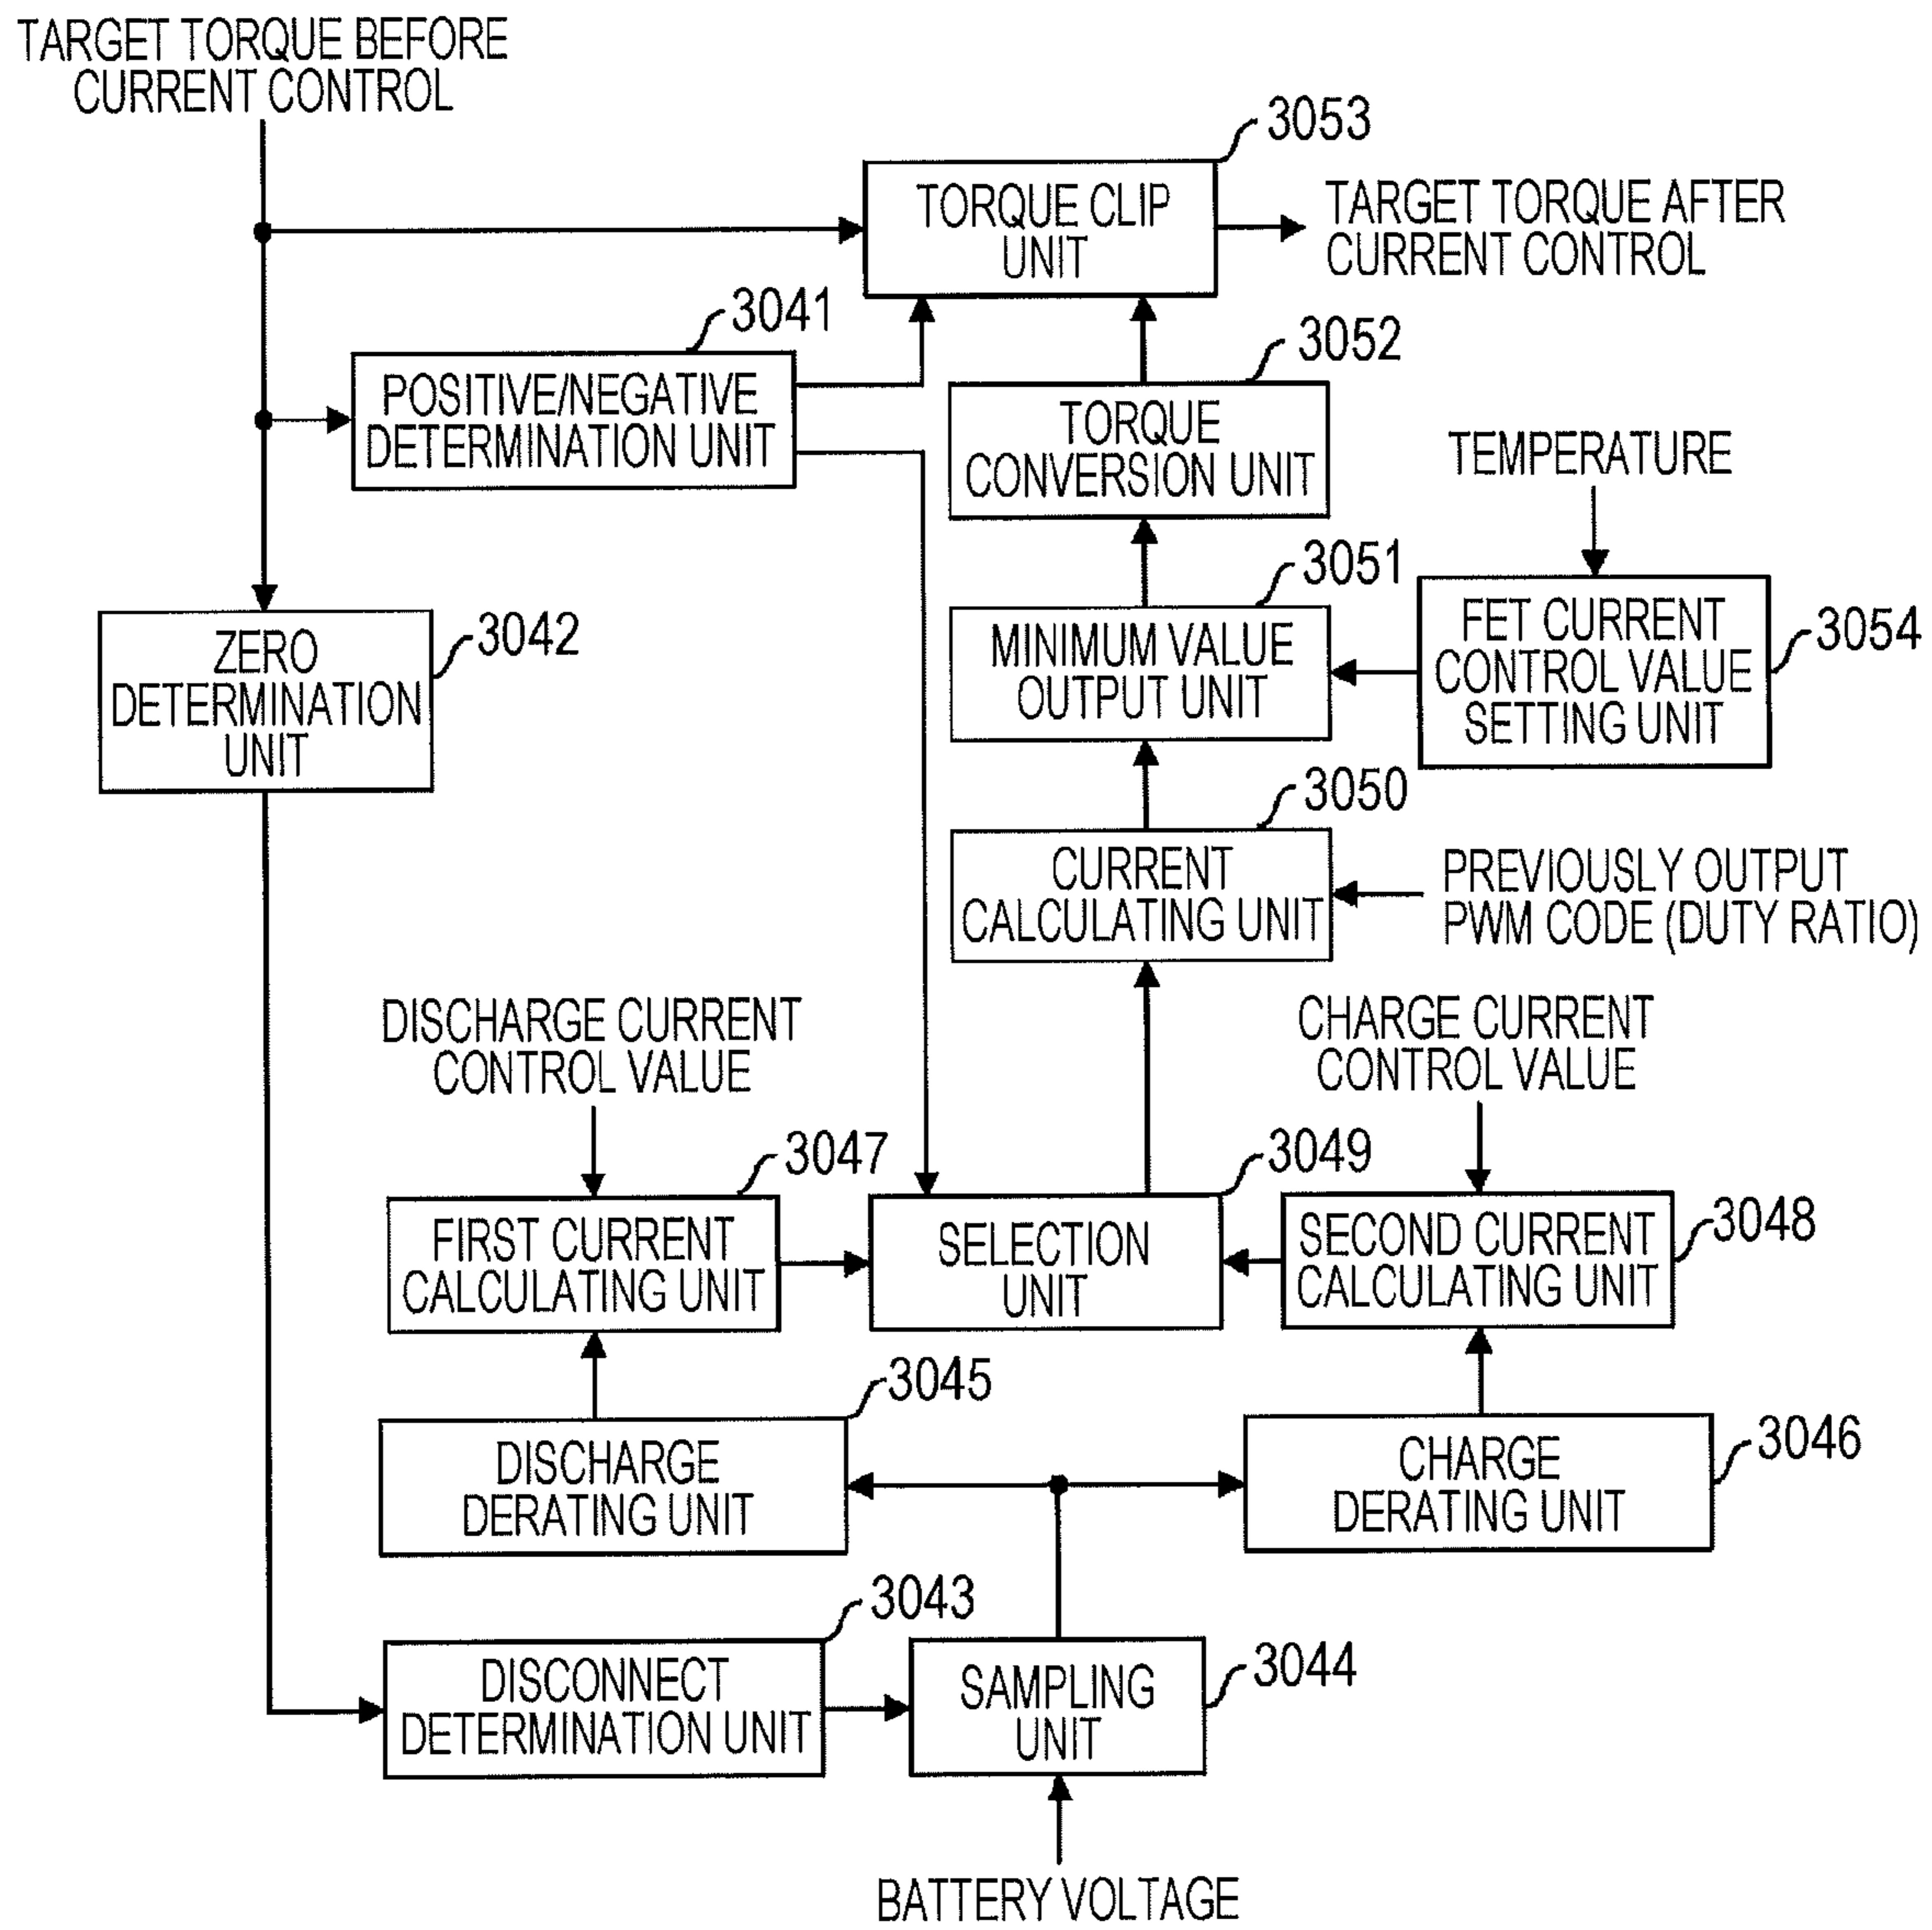 TARGET TORQUE BEFORE
CURRENT CONTROL
3053
TORQUE CLIP
UNIT
TARGET TORQUE AFTER
CURRENT CONTROL
3041
POSITIVE/NEGATIVE
DETERMINATION UNIT
3052
TORQUE
CONVERSION UNIT
TEMPERATURE
3042
ZERO
DETERMINATION
UNIT
3051
MINIMUM VALUE
OUTPUT UNIT
FET CURRENT
CONTROL VALUE
SETTING UNIT
3054
3050
CURRENT
CALCULATING UNIT
PREVIOUSLY OUTPUT
PWM CODE (DUTY RATIO)
DISCHARGE CURRENT
CONTROL VALUE
CHARGE CURRENT
CONTROL VALUE
3047
FIRST CURRENT
CALCULATING UNIT
3049
SELECTION
UNIT
SECOND CURRENT
CALCULATING UNIT
3048
3045
DISCHARGE
DERATING UNIT
CHARGE
DERATING UNIT
3046
3043
DISCONNECT
DETERMINATION UNIT
SAMPLING
UNIT
3044
BATTERY VOLTAGE